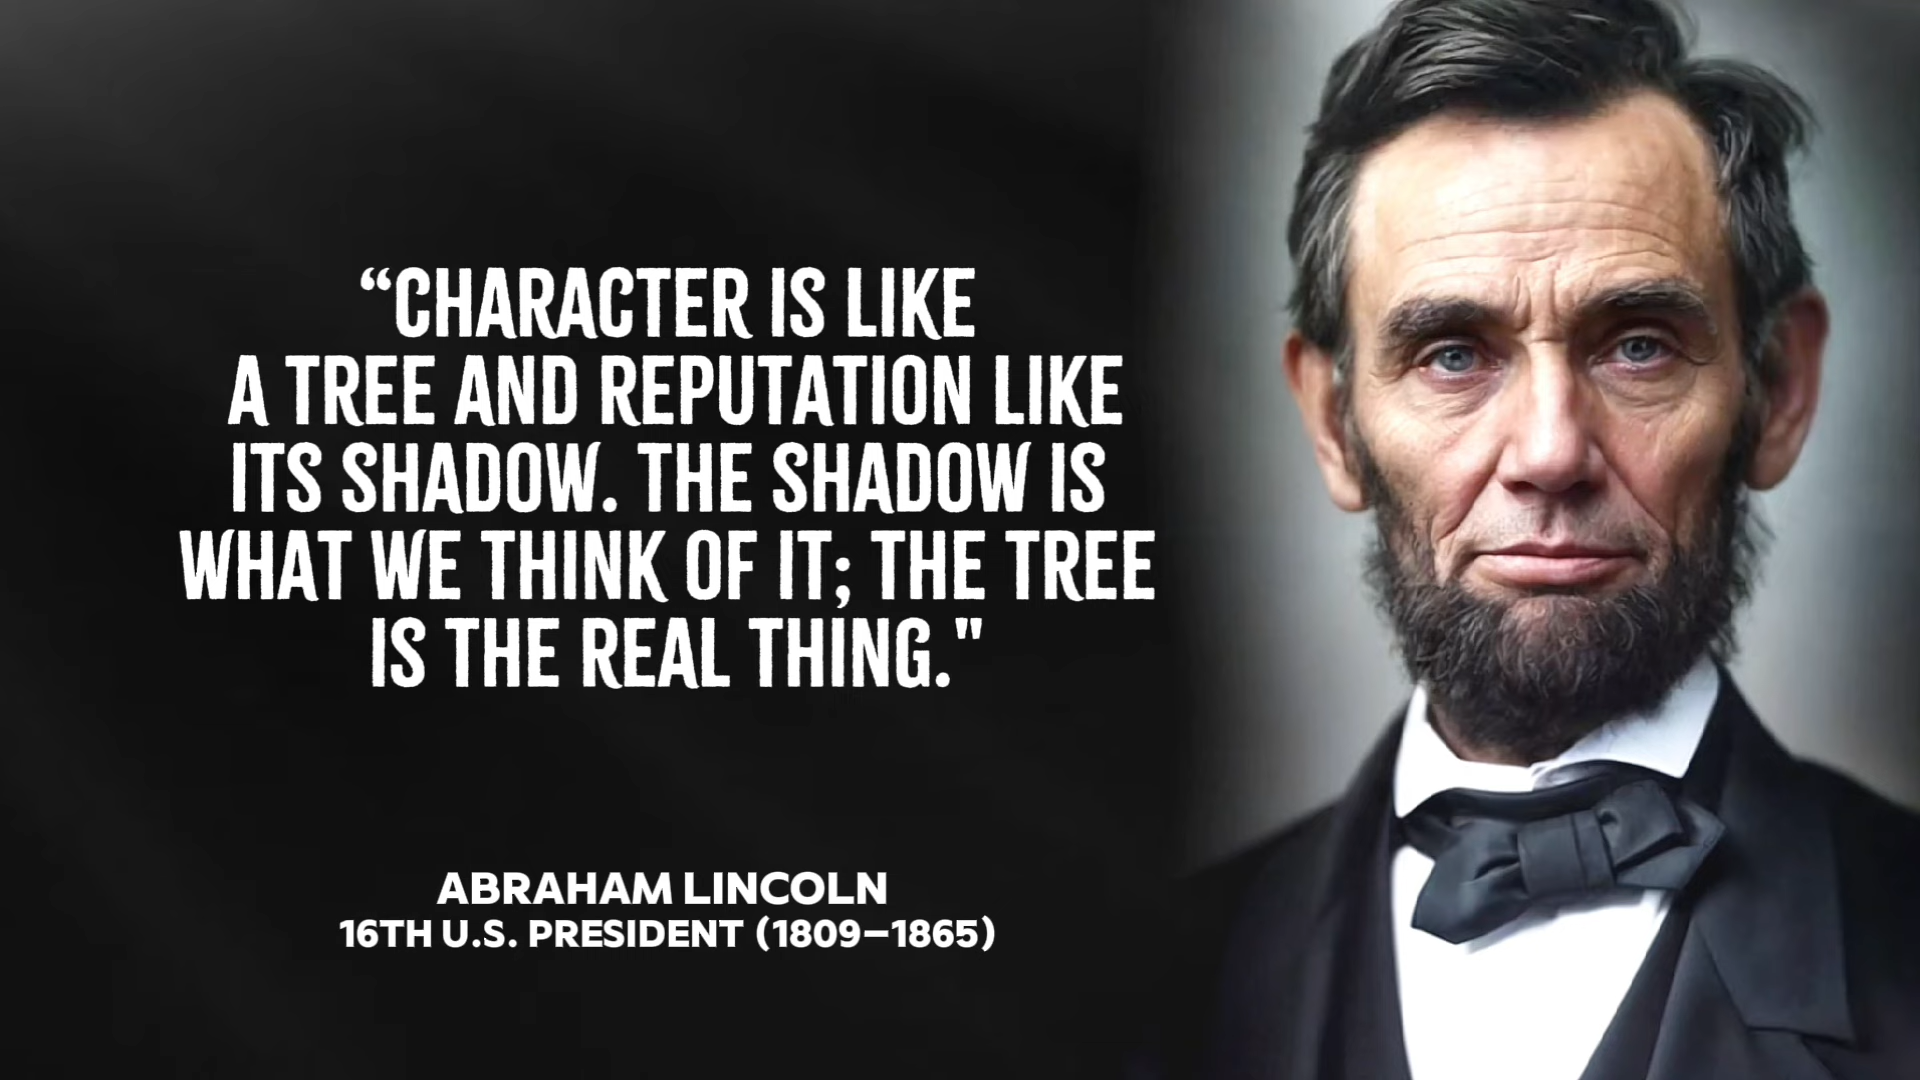 “CHARACTER IS LIKE
A TREE AND REPUTATION LIKE
ITS SHADOW. THE SHADOW IS
WHAT WE THINK OF IT; THE TREE
IS THE REAL THING."
ABRAHAM LINCOLN
16TH U.S. PRESIDENT (1809–1865)